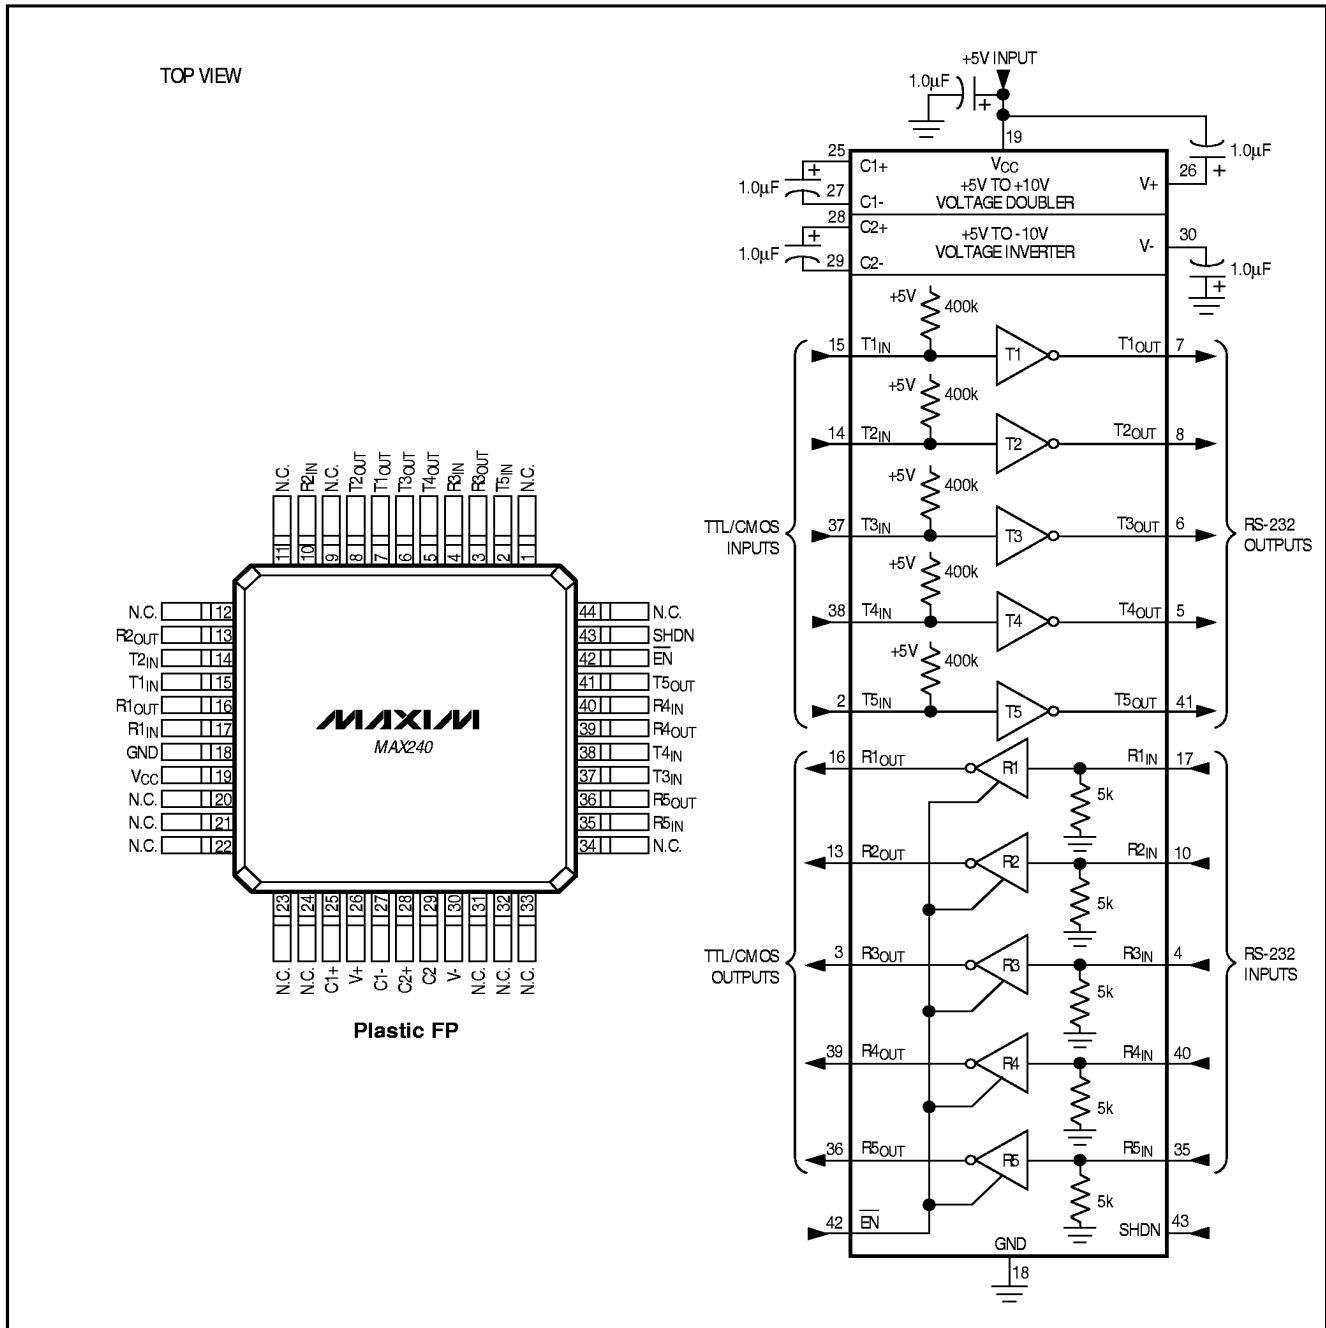 TOP VIEW
N.C.
R2IN
N.C.
T2OUT
T1OUT
T3OUT
T4OUT
R3IN
R3OUT
T5IN
N.C.
11
10
9
8
7
6
5
4
3
2
1
N.C. 12
R2OUT 13
T2IN 14
T1IN 15
R1OUT 16
R1IN 17
GND 18
VCC 19
N.C. 20
N.C. 21
N.C. 22
MAXIM
MAX240
44 N.C.
43 SHDN
42 E̅N̅
41 T5OUT
40 R4IN
39 R4OUT
38 T4IN
37 T3IN
36 R5OUT
35 R5IN
34 N.C.
23
24
25
26
27
28
29
30
31
32
33
N.C.
N.C.
C1+
V+
C1-
C2+
C2
V-
N.C.
N.C.
N.C.
Plastic FP
+5V INPUT
1.0µF
+
19
25
C1+
VCC
+5V TO +10V
VOLTAGE DOUBLER
1.0µF
+
27
C1-
V+
26
1.0µF
+
28
C2+
+5V TO -10V
VOLTAGE INVERTER
1.0µF
+
29
C2-
V-
30
1.0µF
+
+5V
400k
15 T1IN T1 T1OUT 7
+5V
400k
14 T2IN T2 T2OUT 8
+5V
400k
TTL/CMOS
INPUTS
37 T3IN T3 T3OUT 6
RS-232
OUTPUTS
+5V
400k
38 T4IN T4 T4OUT 5
+5V
400k
2 T5IN T5 T5OUT 41
16 R1OUT R1 R1IN 17
5k
13 R2OUT R2 R2IN 10
5k
TTL/CMOS
OUTPUTS
3 R3OUT R3 R3IN 4
RS-232
INPUTS
5k
39 R4OUT R4 R4IN 40
5k
36 R5OUT R5 R5IN 35
5k
42 E̅N̅
SHDN 43
GND
18